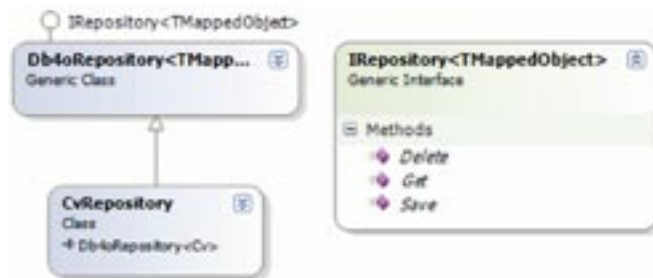 IRepository<TMappedObject>
Db4oRepository<TMapp...
Generic Class
CvRepository
Class
Db4oRepository<Cv>
IRepository<TMappedObject>
Generic Interface
Methods
Delete
Get
Save